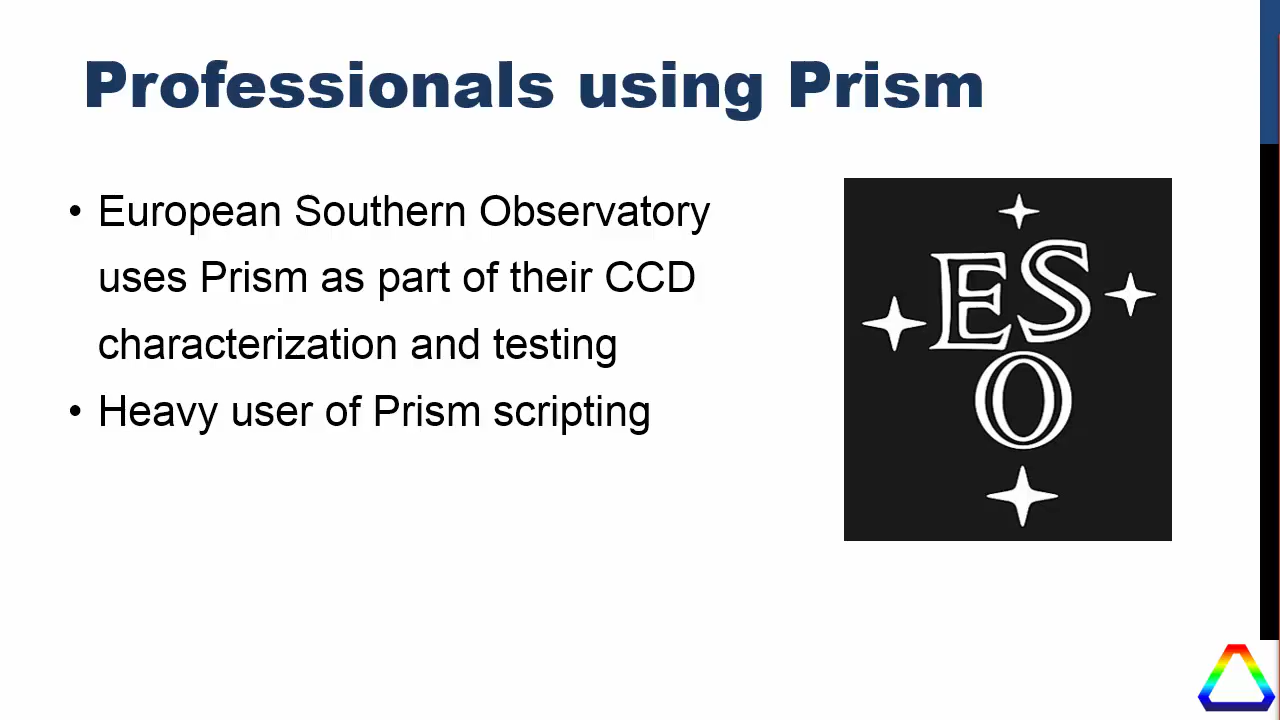 Professionals using Prism
• European Southern Observatory
uses Prism as part of their CCD
characterization and testing
• Heavy user of Prism scripting
ES
O